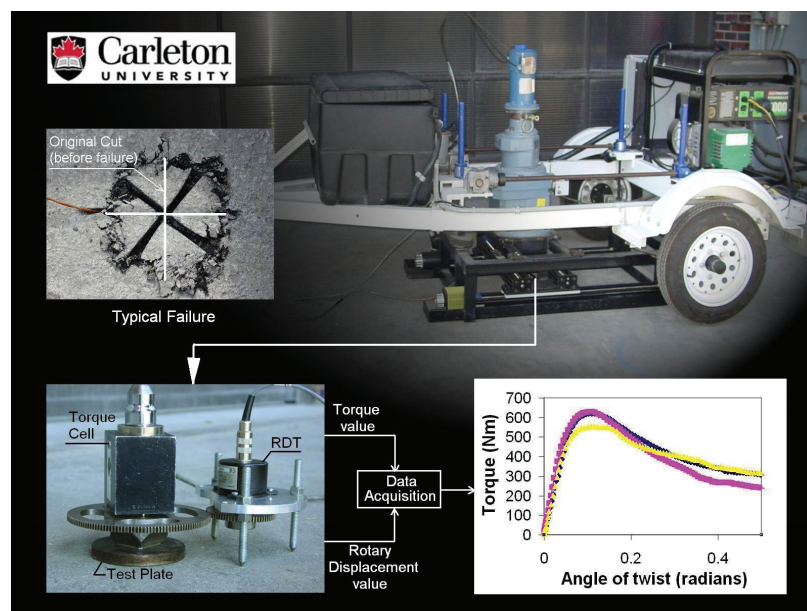 Carleton
UNIVERSITY
Original Cut
(before failure)
Typical Failure
Torque
Cell
RDT
Test Plate
Torque
value
Data
Acquisition
Rotary
Displacement
value
Torque (Nm)
700
600
500
400
300
200
100
0
0
0.2
0.4
Angle of twist (radians)